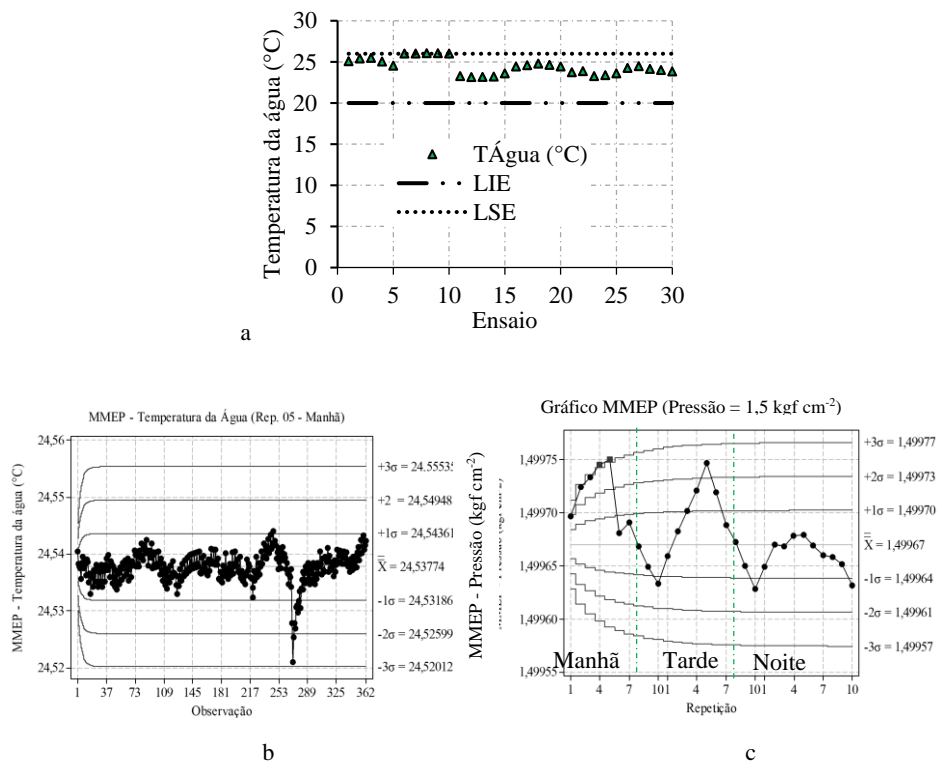 30
25
20
15
10
5
0
Temperatura da água (°C)
TÁgua (°C)
LIE
LSE
0 5 10 15 20 25 30
Ensaio
a
MMEP - Temperatura da Água (Rep. 05 - Manhã)
24,56
24,55
24,54
24,53
24,52
MMEP - Temperatura da água (°C)
+3σ = 24.5553
+2 = 24,54948
+1σ = 24,54361
X = 24,53774
-1σ = 24,53186
-2σ = 24,52599
-3σ = 24,52012
1 37 73 109 145 181 217 253 289 325 362
Observação
b
Gráfico MMEP (Pressão = 1,5 kgf cm-2)
1,49975
1,49970
1,49965
1,49960
1,49955
MMEP - Pressão (kgf cm-2)
+3σ = 1,49977
+2σ = 1,49973
+1σ = 1,49970
X = 1,49967
-1σ = 1,49964
-2σ = 1,49961
-3σ = 1,49957
Manhã Tarde Noite
1 4 7 10 1 4 7 10 1 4 7 10
Repetição
c